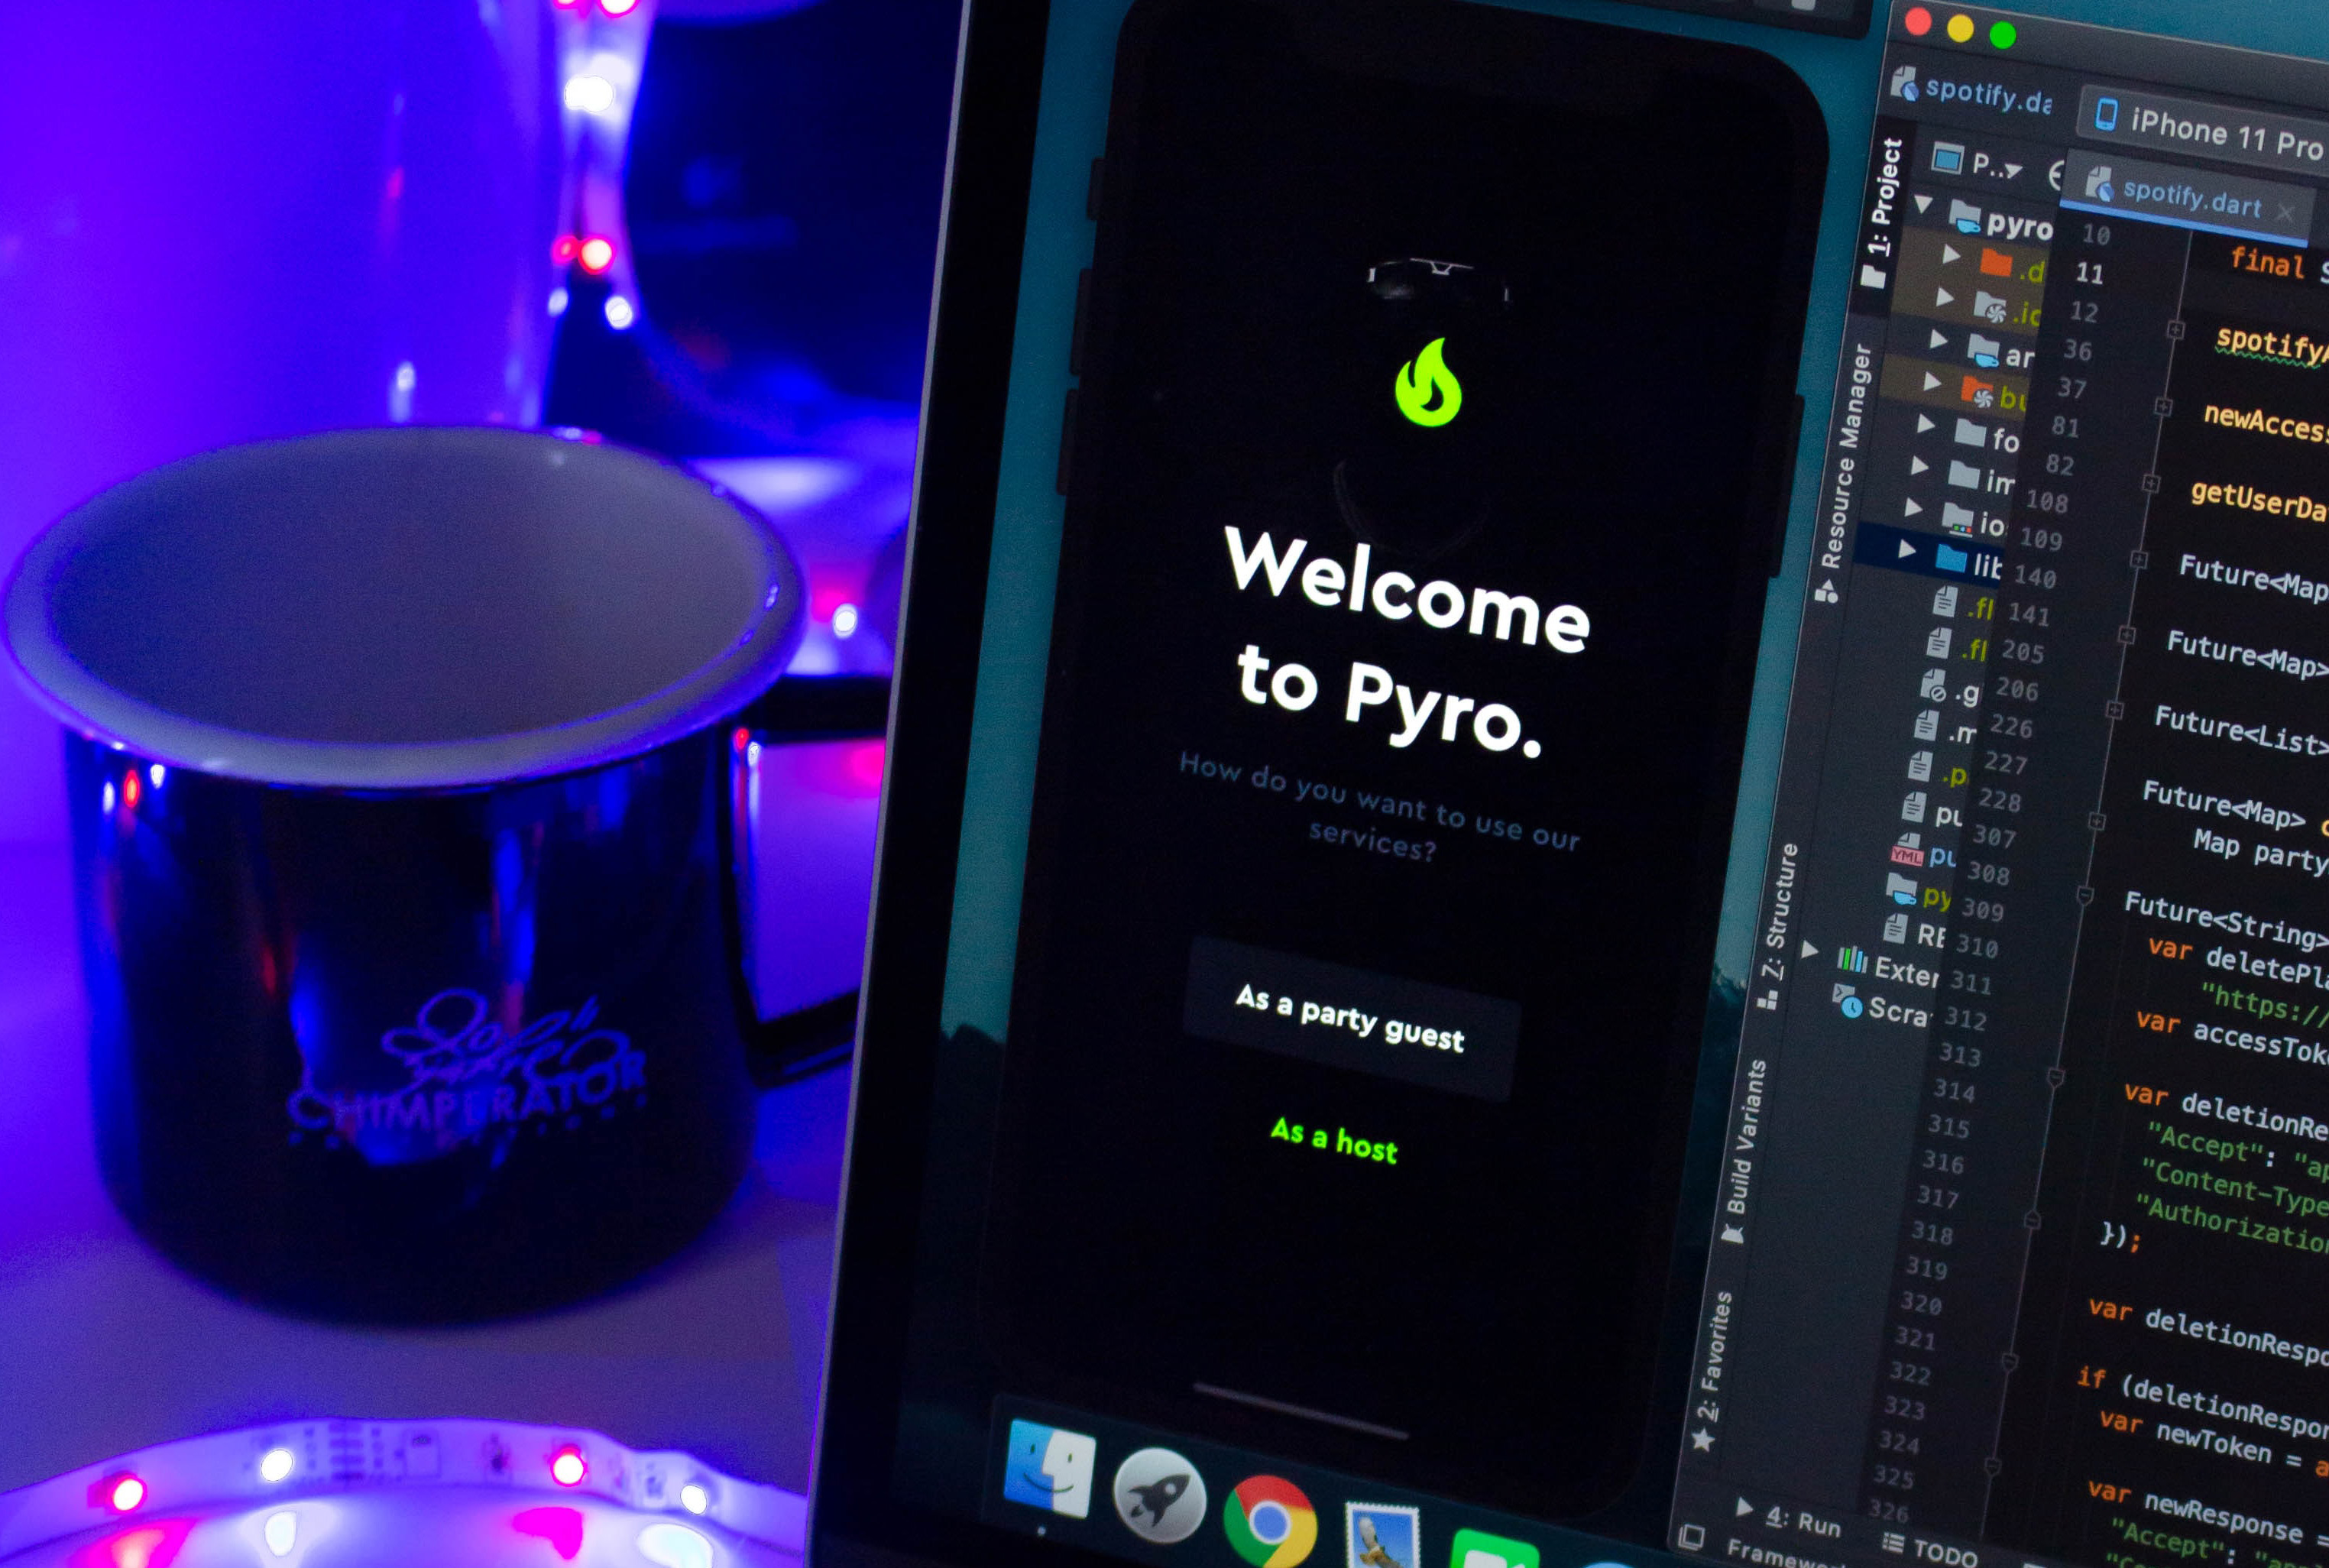 CHIMPERATOR
Welcome
to Pyro.
How do you want to use our
services?
As a party guest
As a host
spotify.da
iPhone 11 Pro
1: Project
Resource Manager
Z: Structure
Build Variants
2: Favorites
P..
pyro
.d
.ic
ar
bu
fo
im
io
lib
.fl
.fl
.g
.m
.p
pu
YML pu
py
RE
Exter
Scra
spotify.dart
10
final S
11
12
spotifyA
36
37
newAccess
81
82
getUserDa
108
109
Future<Map
140
141
Future<Map>
205
206
Future<List>
226
227
Future<Map>
228
Map party
307
308
Future<String>
309
var deletePla
310
"https://
311
var accessTok
312
313
var deletionRe
314
"Accept": "ap
315
"Content-Type
316
"Authorization
317
});
318
319
var deletionRespo
320
321
if (deletionRespon
322
var newToken = a
323
324
var newResponse =
325
"Accept": "a
326
4: Run
TODO
Framewor